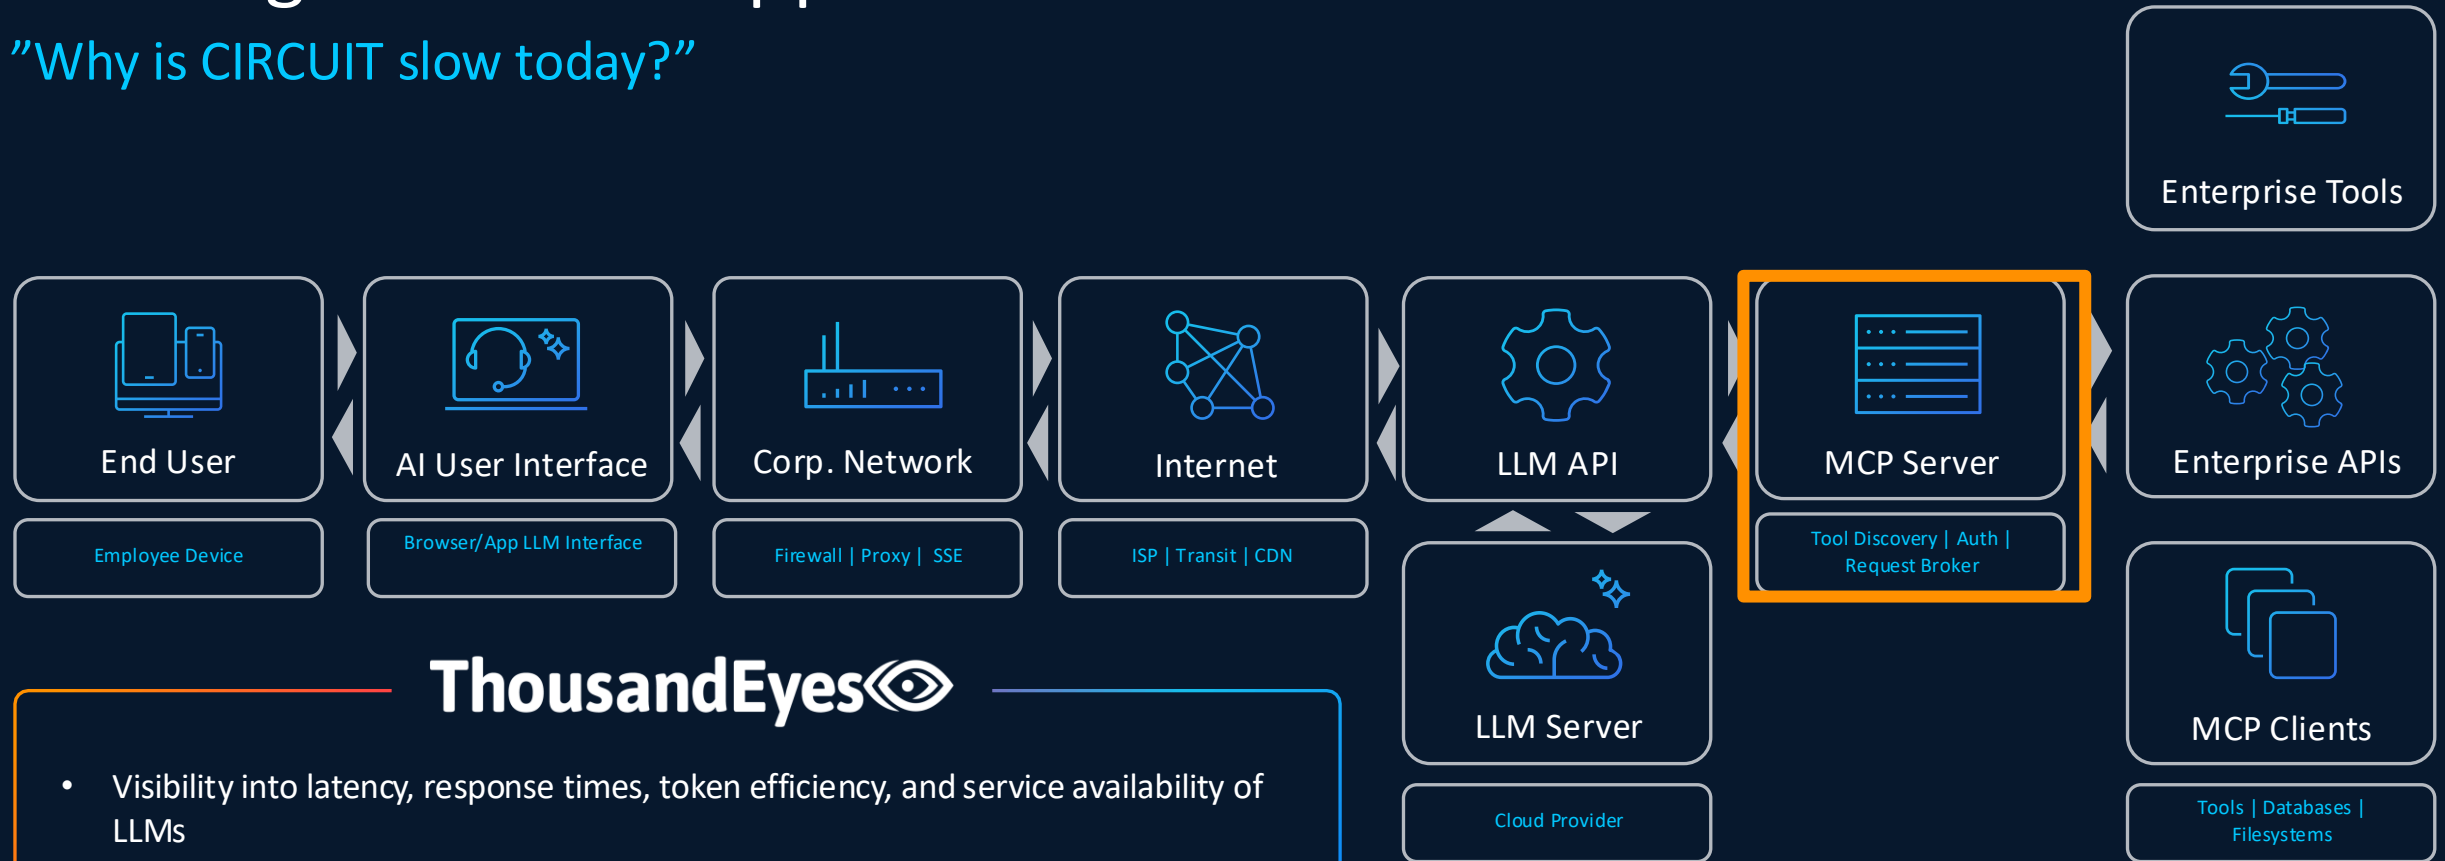 ”Why is CIRCUIT slow today?”
Enterprise Tools
End User
AI User Interface
Corp. Network
Internet
LLM API
MCP Server
Enterprise APIs
Employee Device
Browser/App LLM Interface
Firewall | Proxy | SSE
ISP | Transit | CDN
Tool Discovery | Auth |
Request Broker
LLM Server
MCP Clients
Cloud Provider
Tools | Databases |
Filesystems
ThousandEyes
• Visibility into latency, response times, token efficiency, and service availability of
LLMs